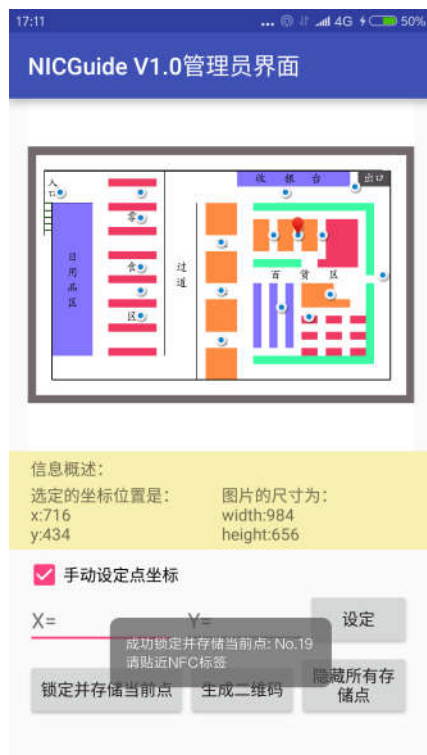 17:11 ... 4G 50%
NICGuide V1.0管理员界面
收 银 台
出口
入口
零
食
区
日用品区
过道
百 货 区
信息概述:
选定的坐标位置是: 图片的尺寸为:
x:716 width:984
y:434 height:656
手动设定点坐标
X= Y= 设定
成功锁定并存储当前点: No.19
请贴近NFC标签
锁定并存储当前点 生成二维码 隐藏所有存储点